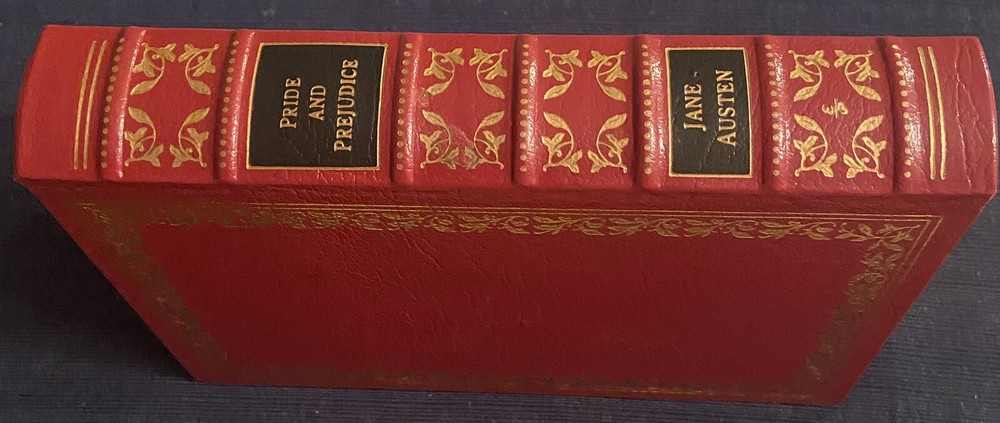 PRIDE
AND
PREJUDICE
JANE
AUSTEN